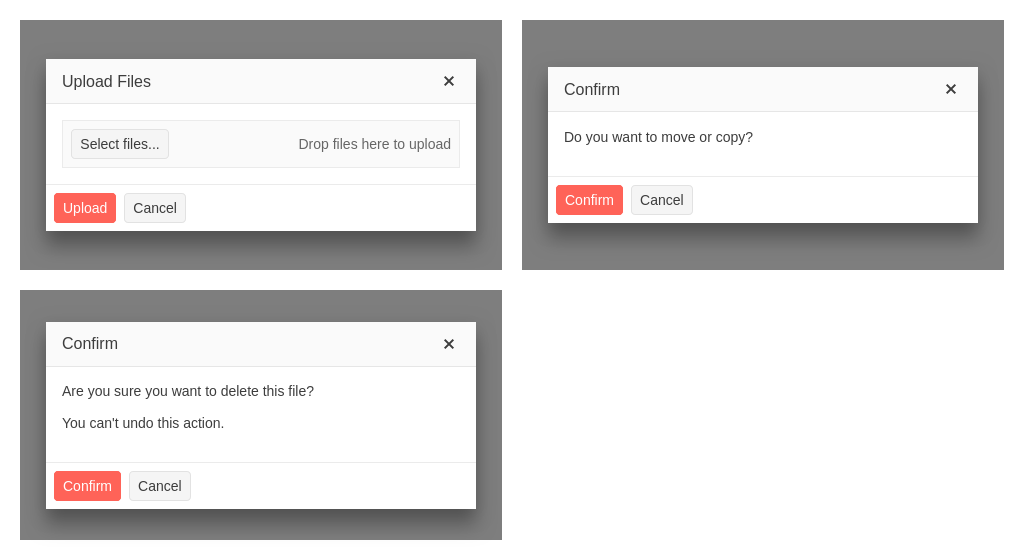 Upload Files
Select files...
Drop files here to upload
Upload
Cancel
Confirm
Do you want to move or copy?
Confirm
Cancel
Confirm
Are you sure you want to delete this file?
You can't undo this action.
Confirm
Cancel